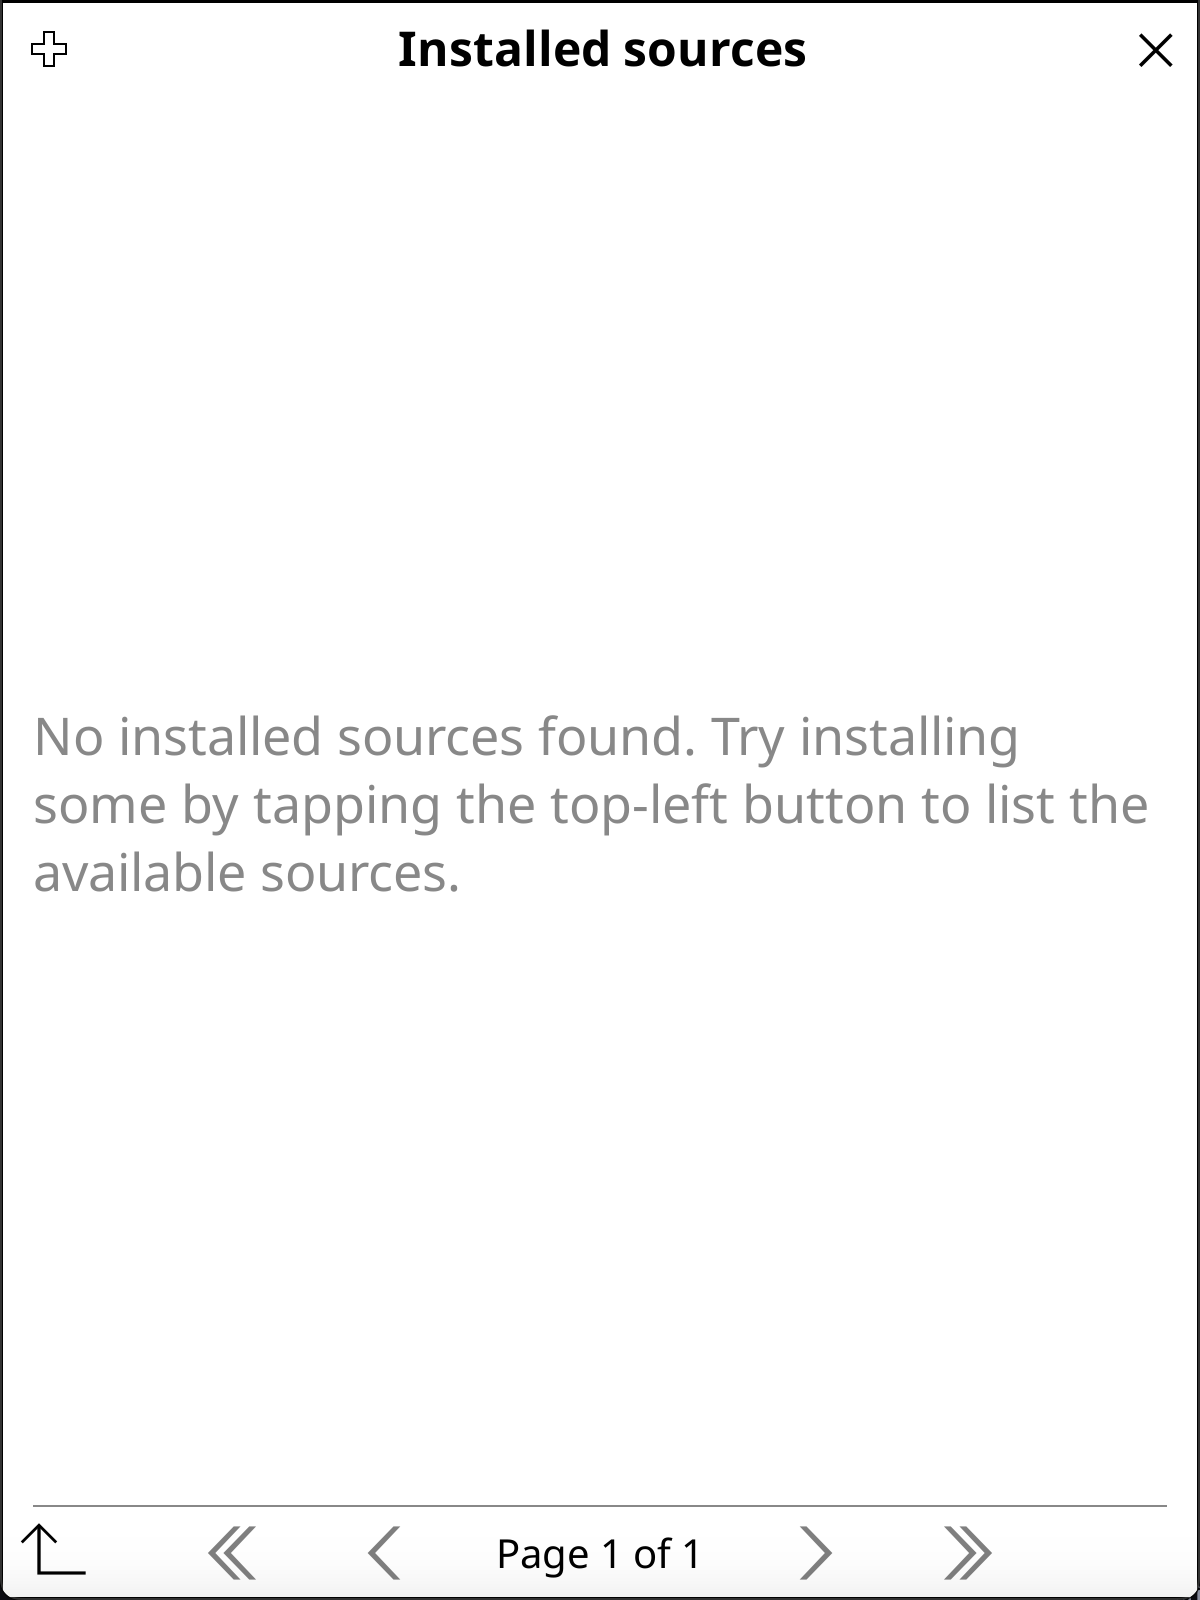 Installed sources
No installed sources found. Try installing
some by tapping the top-left button to list the
available sources.
Page 1 of 1